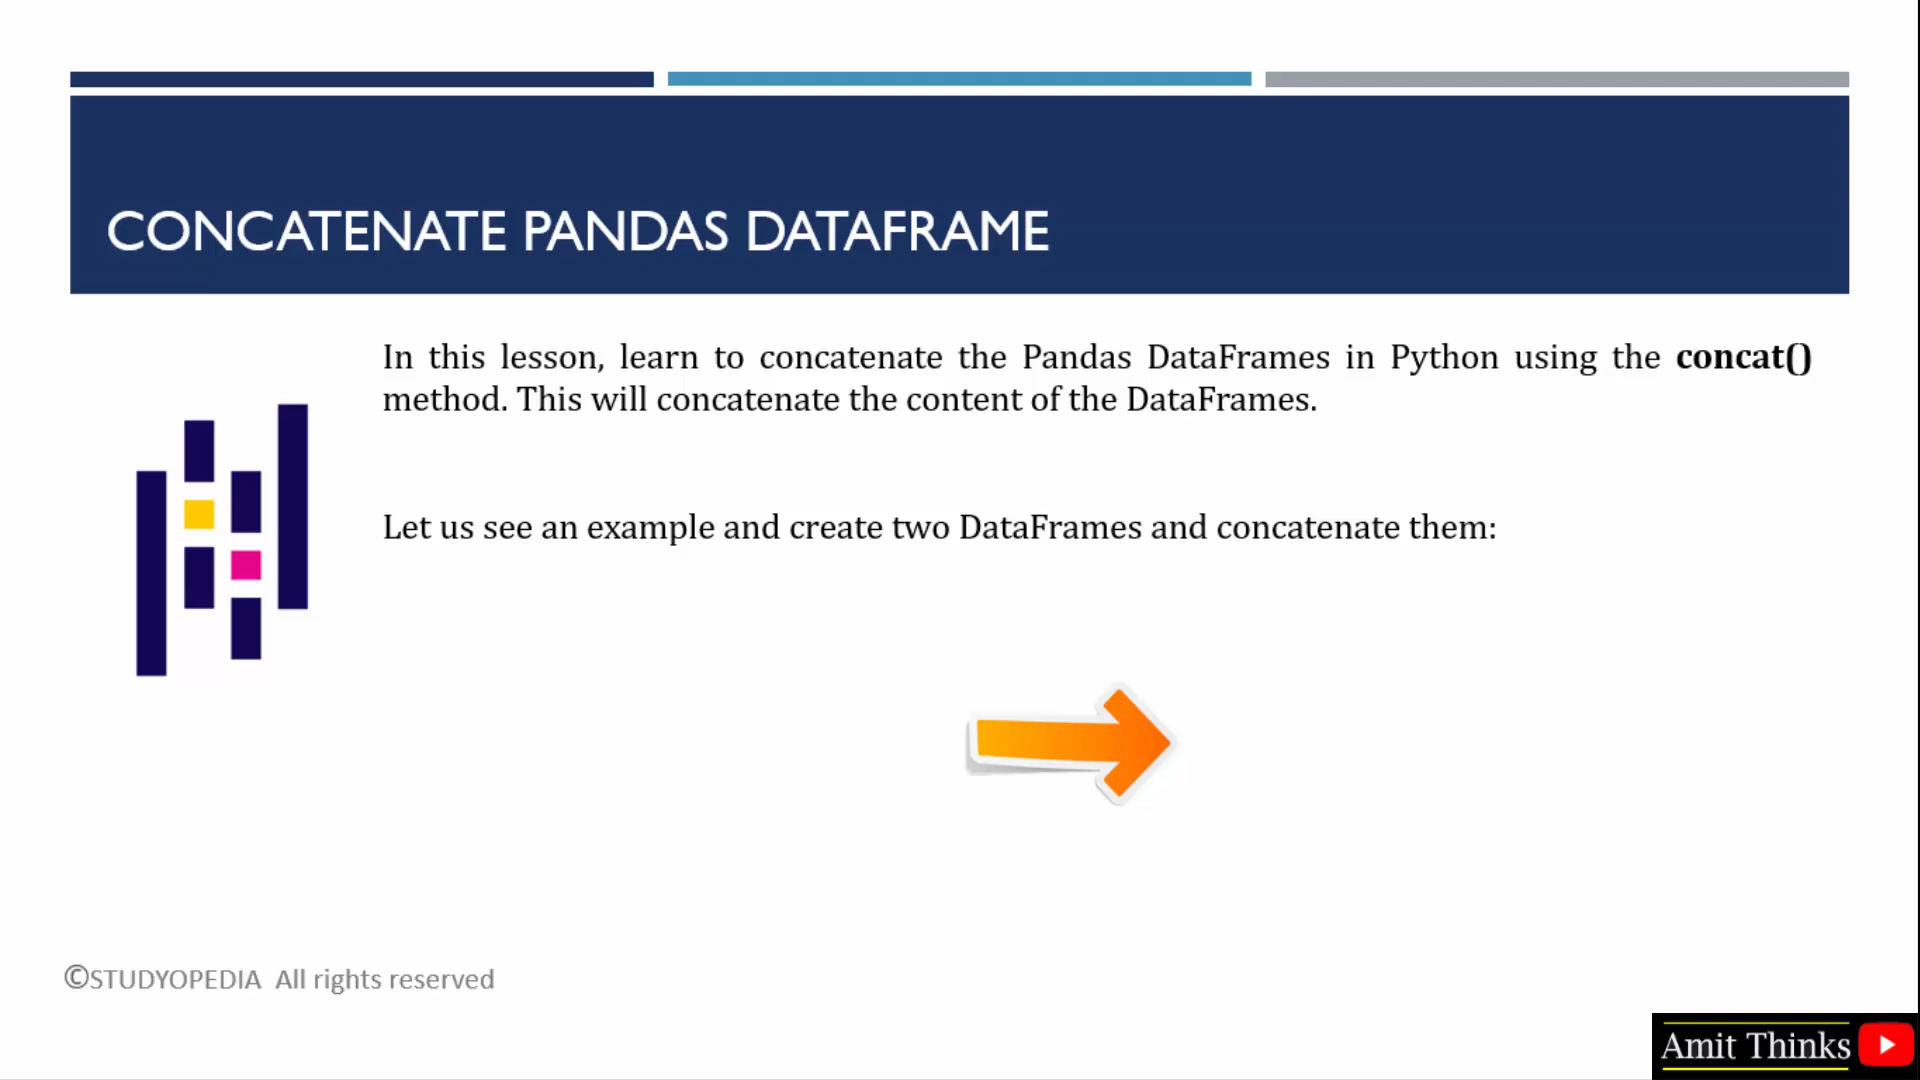 CONCATENATE PANDAS DATAFRAME
In this lesson, learn to concatenate the Pandas DataFrames in Python using the concat()
method. This will concatenate the content of the DataFrames.
Let us see an example and create two DataFrames and concatenate them:
©STUDYOPEDIA All rights reserved
Amit Thinks